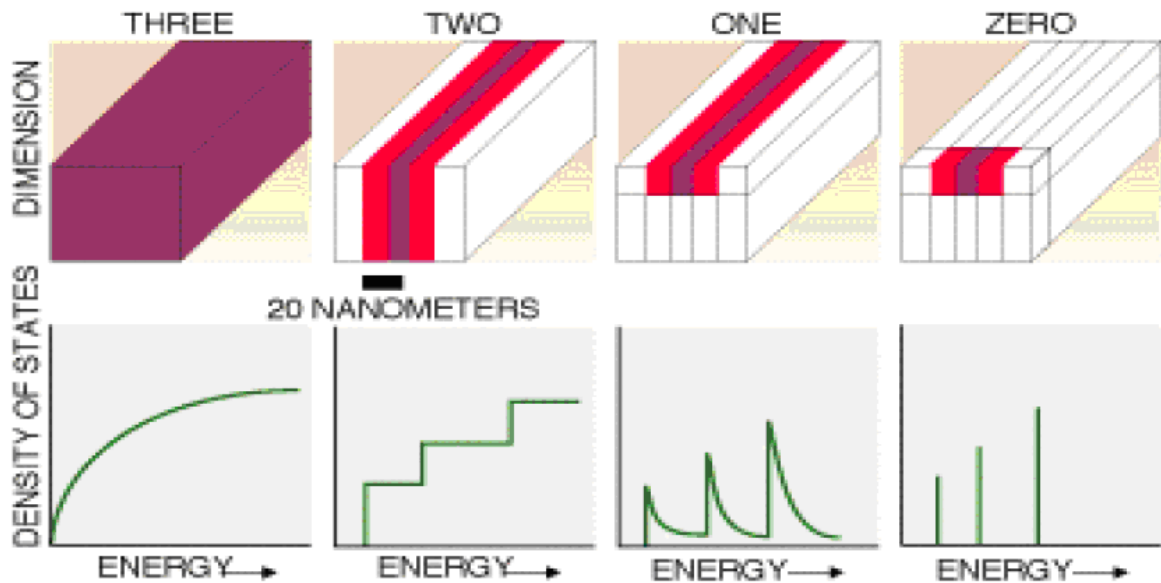 THREE
TWO
ONE
ZERO
DIMENSION
20 NANOMETERS
DENSITY OF STATES
ENERGY
ENERGY
ENERGY
ENERGY